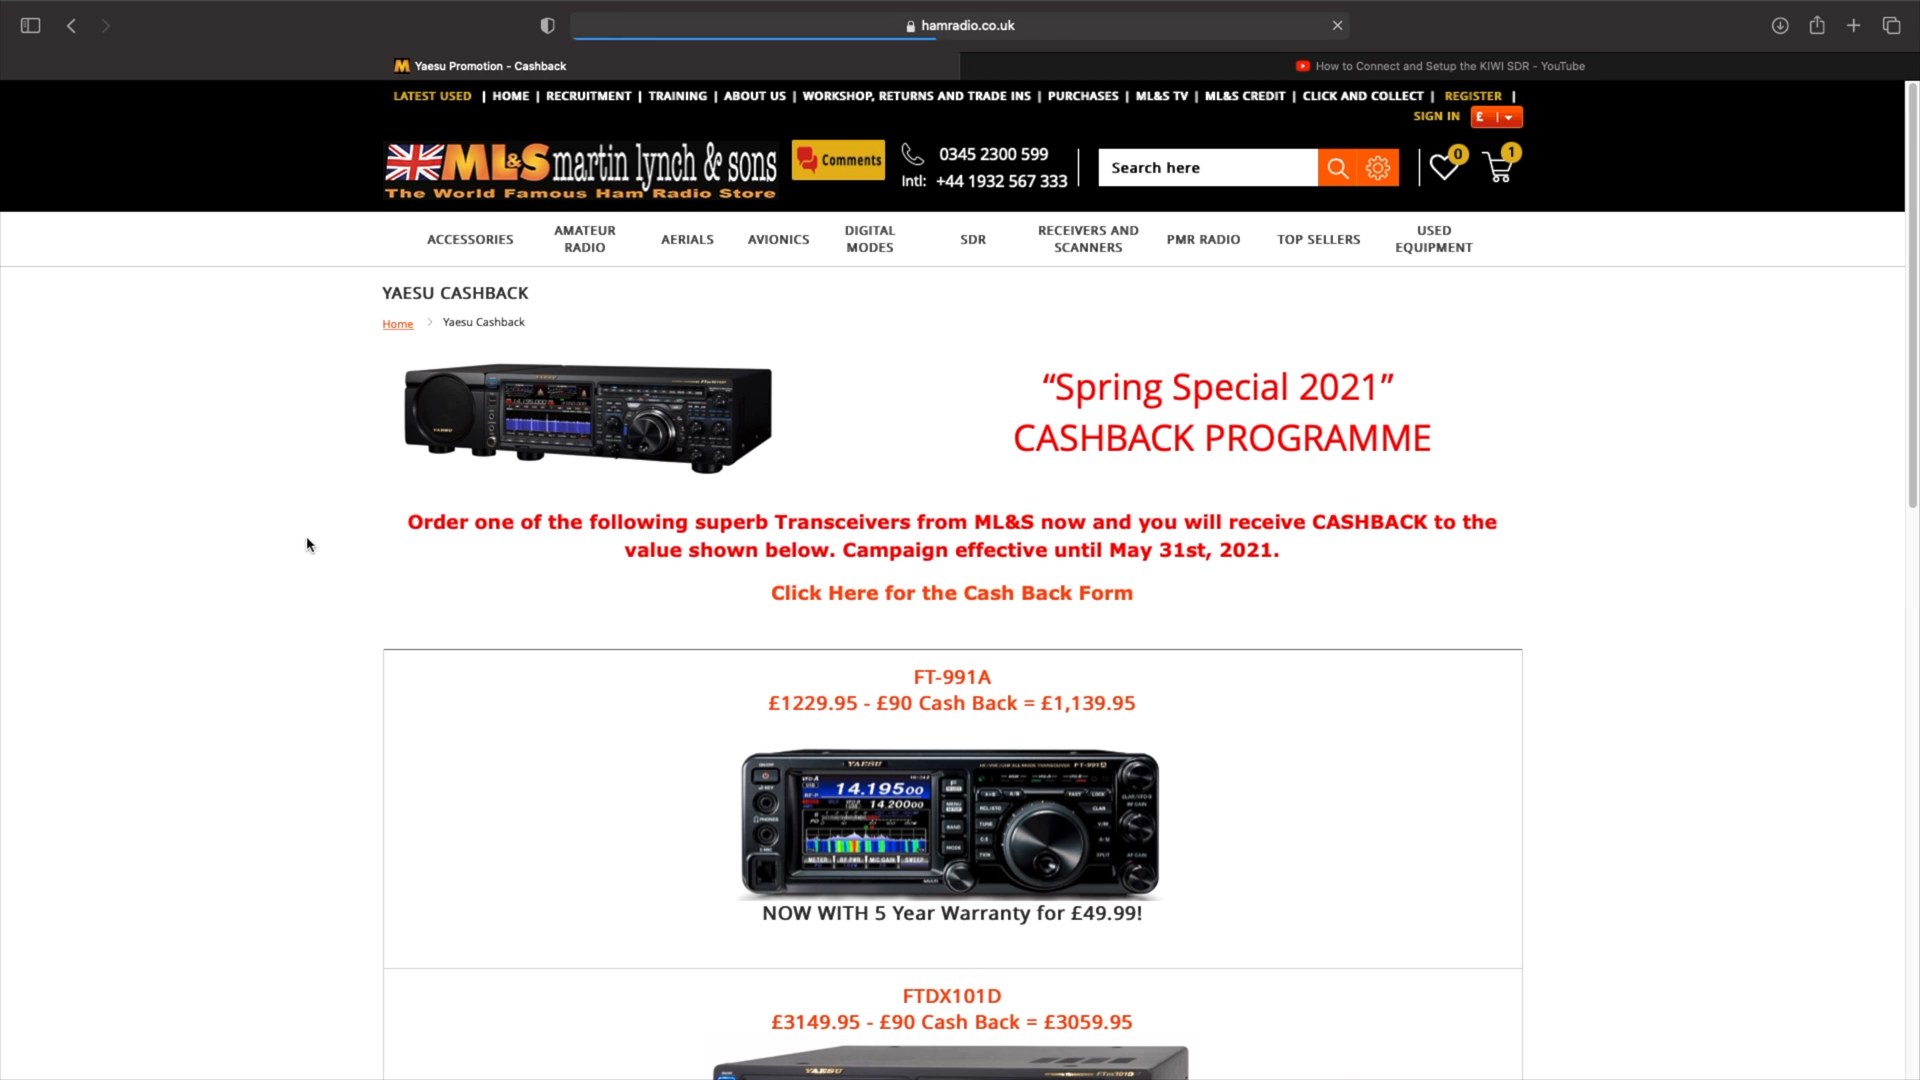 hamradio.co.uk
Yaesu Promotion - Cashback
How to Connect and Setup the KIWI SDR - YouTube
LATEST USED | HOME | RECRUITMENT | TRAINING | ABOUT US | WORKSHOP, RETURNS AND TRADE INS | PURCHASES | ML&S TV | ML&S CREDIT | CLICK AND COLLECT | REGISTER |
SIGN IN £ |
ML&S martin lynch & sons
The World Famous Ham Radio Store
Comments
0345 2300 599
Intl: +44 1932 567 333
Search here
0
1
ACCESSORIES
AMATEUR
RADIO
AERIALS
AVIONICS
DIGITAL
MODES
SDR
RECEIVERS AND
SCANNERS
PMR RADIO
TOP SELLERS
USED
EQUIPMENT
YAESU CASHBACK
Home > Yaesu Cashback
“Spring Special 2021”
CASHBACK PROGRAMME
Order one of the following superb Transceivers from ML&S now and you will receive CASHBACK to the
value shown below. Campaign effective until May 31st, 2021.
Click Here for the Cash Back Form
FT-991A
£1229.95 - £90 Cash Back = £1,139.95
YAESU
FT-991A
14.19500
14.20000
METER RF PWR MIC GAIN SWEEP
NOW WITH 5 Year Warranty for £49.99!
FTDX101D
£3149.95 - £90 Cash Back = £3059.95
YAESU